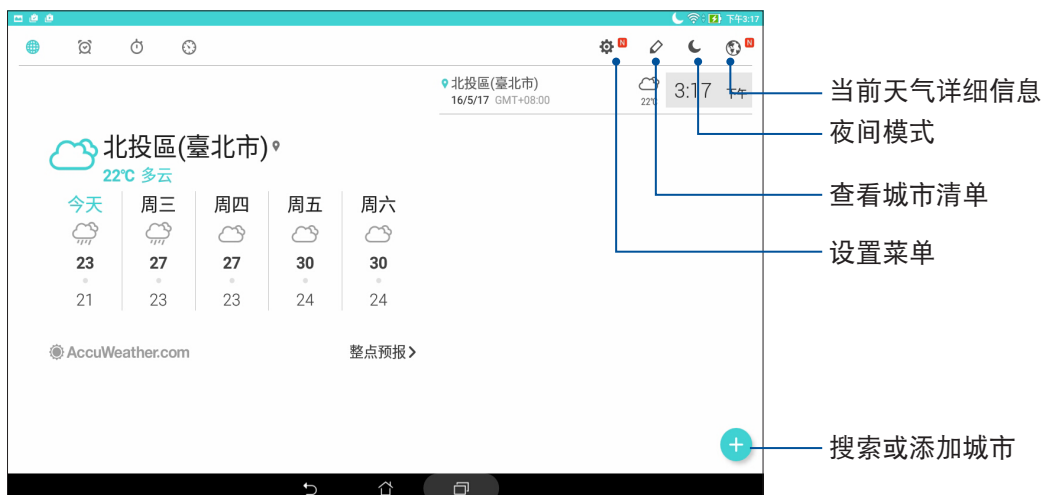 下午3:17
N
N
北投區(臺北市)
16/5/17 GMT+08:00
22°C
3:17 下午
当前天气详细信息
夜间模式
查看城市清单
设置菜单
北投區(臺北市)
22℃ 多云
今天 周三 周四 周五 周六
23 27 27 30 30
21 23 23 24 24
AccuWeather.com
整点预报
搜索或添加城市